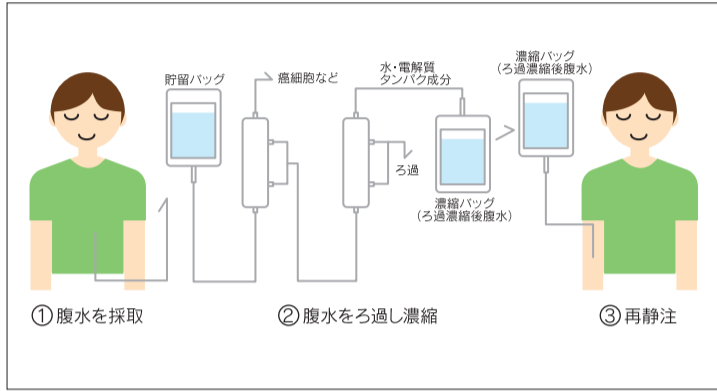 貯留バッグ
癌細胞など
水・電解質
タンパク成分
ろ過
濃縮バッグ
(ろ過濃縮後腹水)
濃縮バッグ
(ろ過濃縮後腹水)
①腹水を採取
②腹水をろ過し濃縮
③再静注